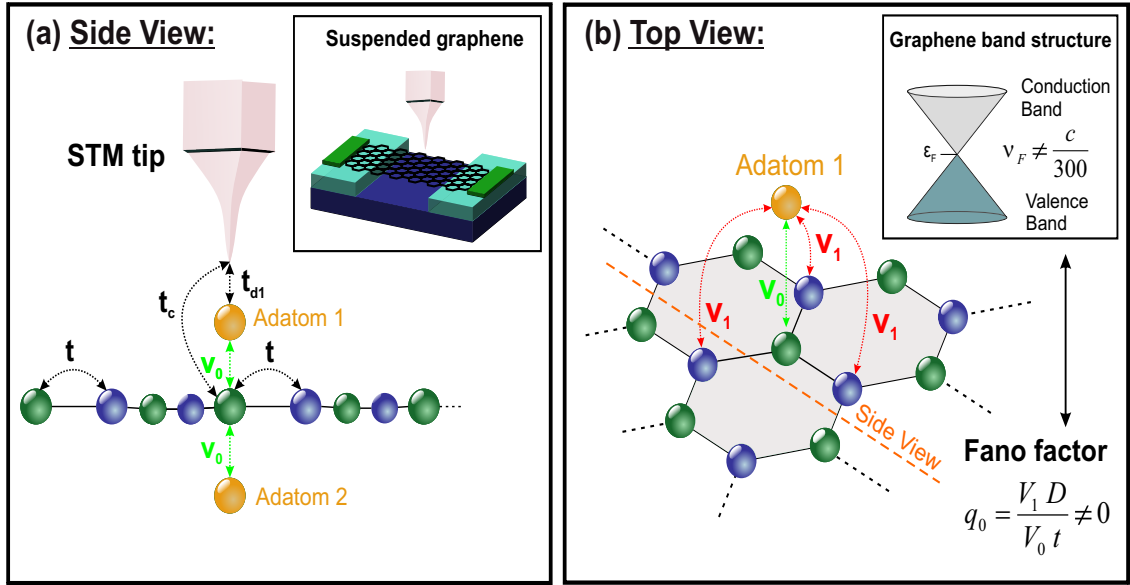 (a) Side View:
Suspended graphene
STM tip
t_c
t_d1
Adatom 1
t
V_0
t
V_0
Adatom 2
(b) Top View:
Graphene band structure
Conduction
Band
ε_F
ν_F ≠ c/300
Valence
Band
Adatom 1
V_1
V_0
V_1
V_1
Side View
Fano factor
q_0 = V_1 D / V_0 t ≠ 0